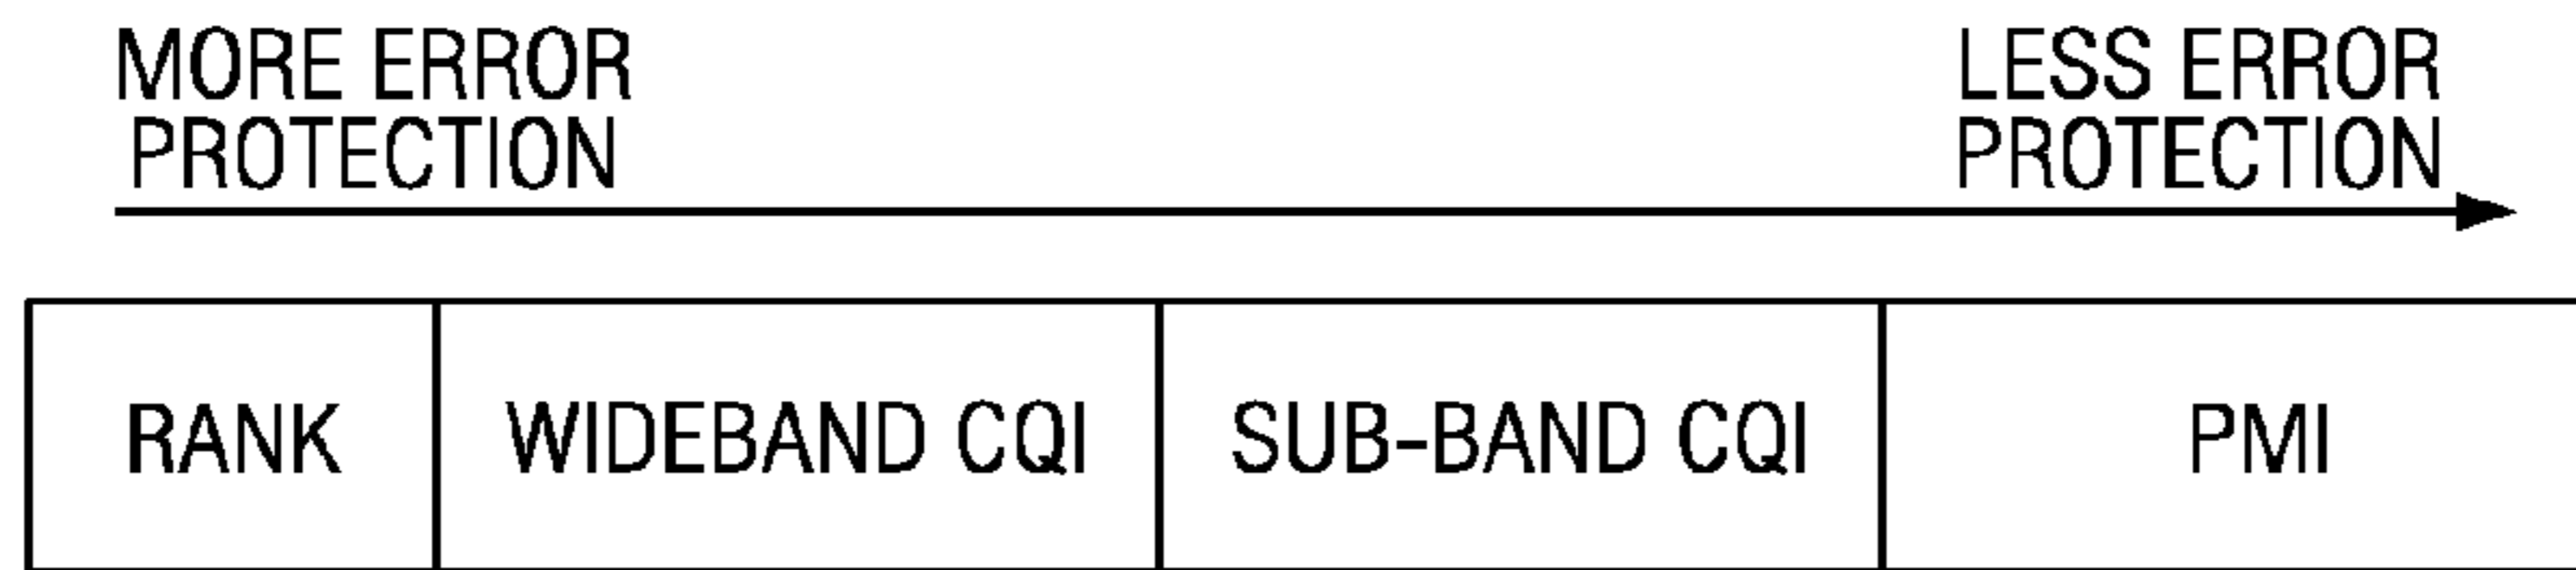 MORE ERROR
PROTECTION
LESS ERROR
PROTECTION
RANK
WIDEBAND CQI
SUB-BAND CQI
PMI